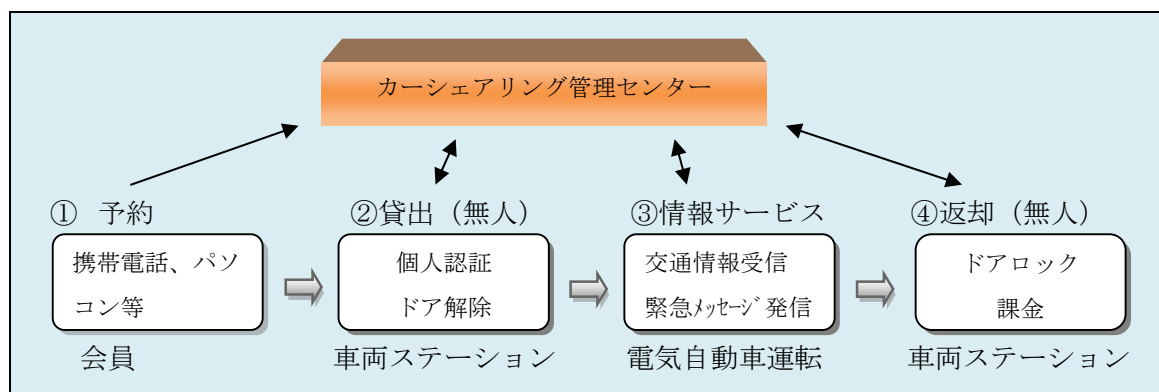 カーシェアリング管理センター
① 予約
②貸出（無人）
③情報サービス
④返却（無人）
携帯電話、パソ
コン等
個人認証
ドア解除
交通情報受信
緊急ﾒｯｾｰｼﾞ発信
ドアロック
課金
会員
車両ステーション
電気自動車運転
車両ステーション